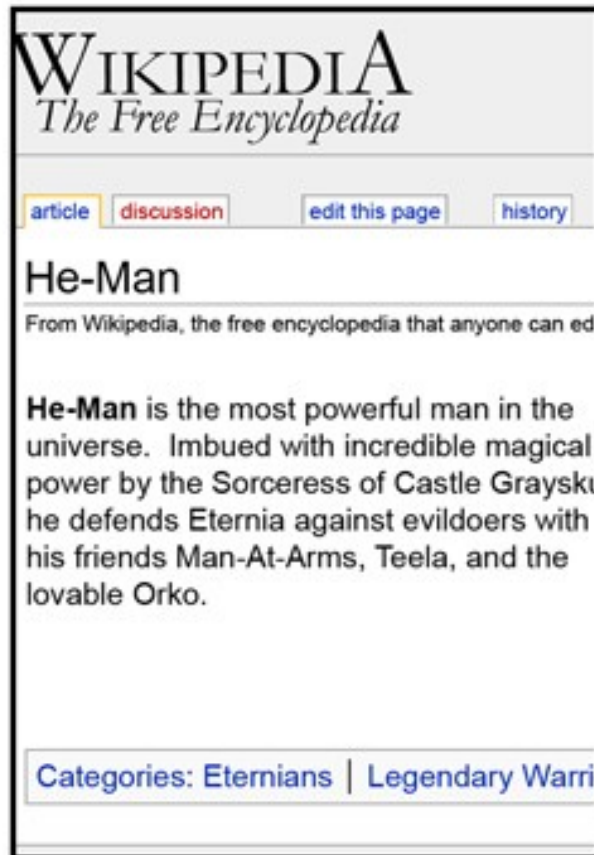 WIKIPEDIA
The Free Encyclopedia
article discussion edit this page history
He-Man
From Wikipedia, the free encyclopedia that anyone can ed
He-Man is the most powerful man in the
universe. Imbued with incredible magical
power by the Sorceress of Castle Graysku
he defends Eternia against evildoers with
his friends Man-At-Arms, Teela, and the
lovable Orko.
Categories: Eternians | Legendary Warri